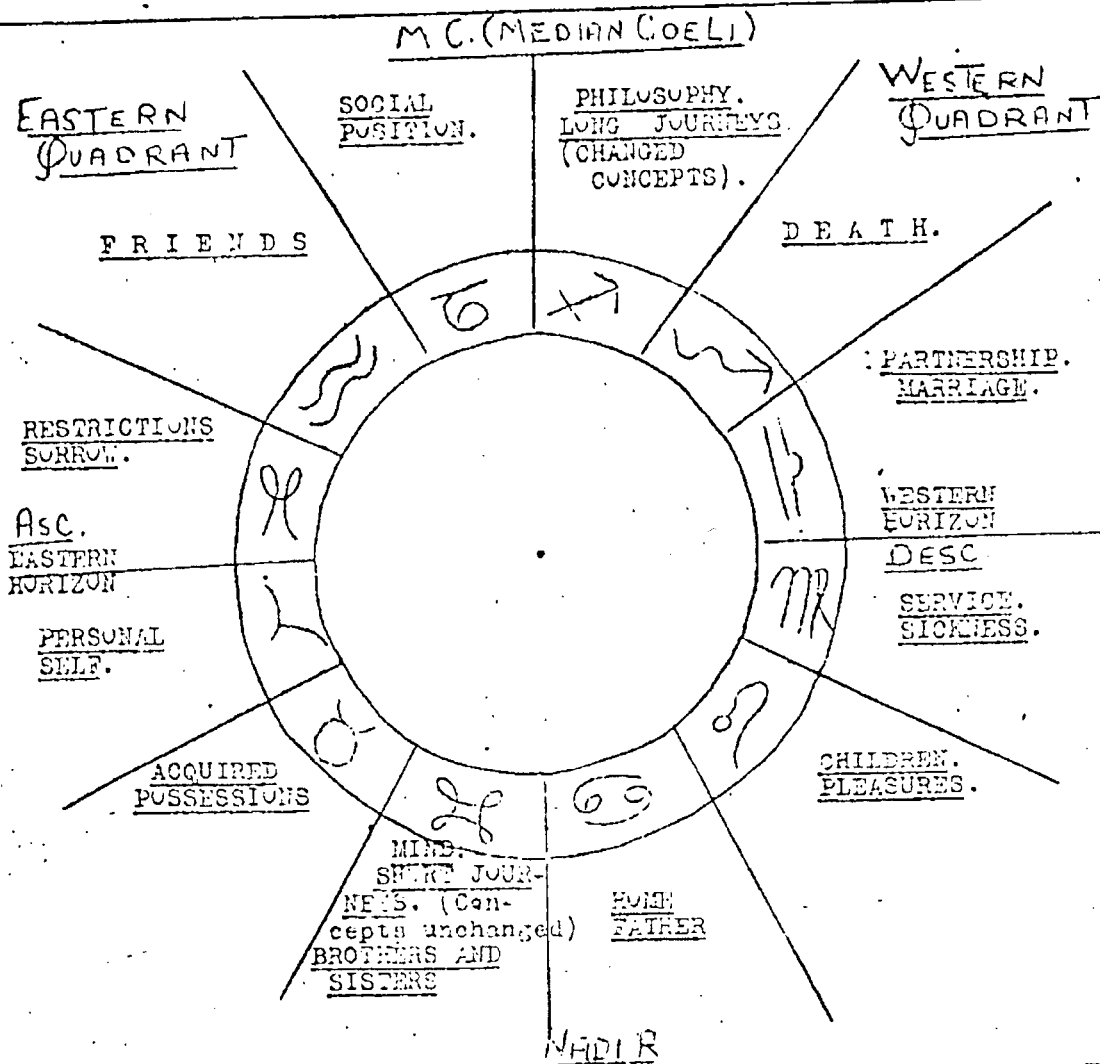 M C. (MEDIAN COELI)
EASTERN
QUADRANT
SOCIAL
POSITION.
PHILOSOPHY.
LONG JOURNEYS
(CHANGED
CONCEPTS).
WESTERN
QUADRANT
F R I E N D S
D E A T H.
PARTNERSHIP.
MARRIAGE.
RESTRICTIONS
SORROW.
ASC.
EASTERN
HORIZON
WESTERN
HORIZON
DESC
PERSONAL
SELF.
SERVICE.
SICKNESS.
ACQUIRED
POSSESSIONS
CHILDREN.
PLEASURES.
MIND.
SHORT JOUR-
NEYS. (Con-
cepts unchanged)
BROTHERS AND
SISTERS
HOME
FATHER
NADIR